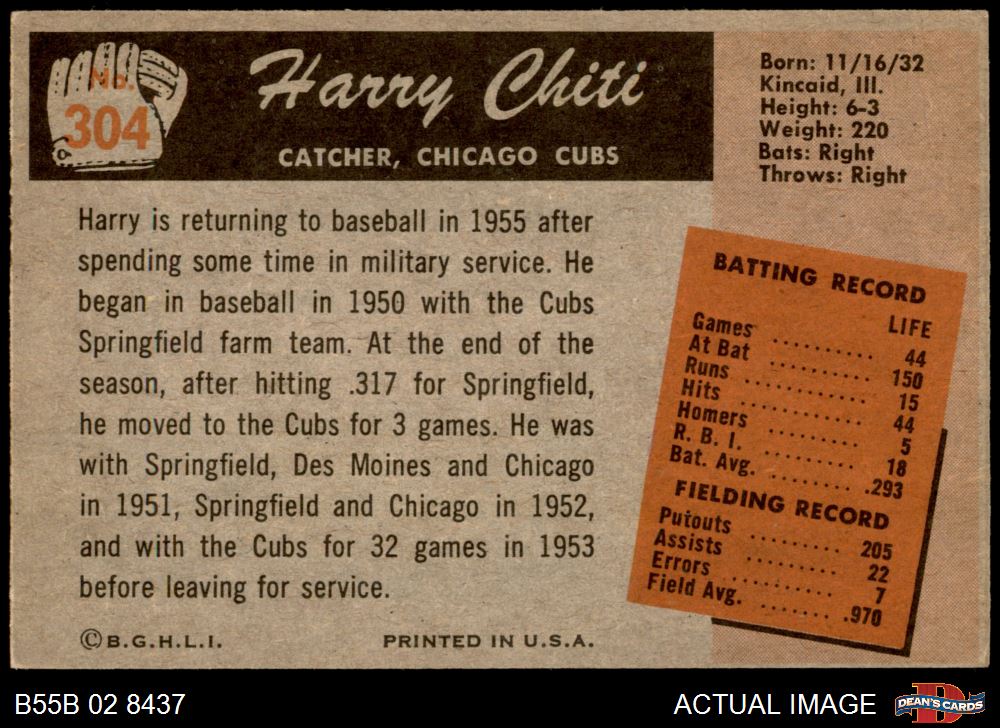 No.
304
Harry Chiti
CATCHER, CHICAGO CUBS
Born: 11/16/32
Kincaid, Ill.
Height: 6-3
Weight: 220
Bats: Right
Throws: Right
Harry is returning to baseball in 1955 after
spending some time in military service. He
began in baseball in 1950 with the Cubs
Springfield farm team. At the end of the
season, after hitting .317 for Springfield,
he moved to the Cubs for 3 games. He was
with Springfield, Des Moines and Chicago
in 1951, Springfield and Chicago in 1952,
and with the Cubs for 32 games in 1953
before leaving for service.
©B.G.H.L.I. PRINTED IN U.S.A.
BATTING RECORD
LIFE
Games .......... 44
At Bat .......... 150
Runs .......... 15
Hits .......... 44
Homers ......... 5
R. B. I. ......... 18
Bat. Avg. ........ .293
FIELDING RECORD
Putouts ......... 205
Assists ......... 22
Errors ......... 7
Field Avg. ....... .970
B55B 02 8437
ACTUAL IMAGE
D
DEAN'S CARDS